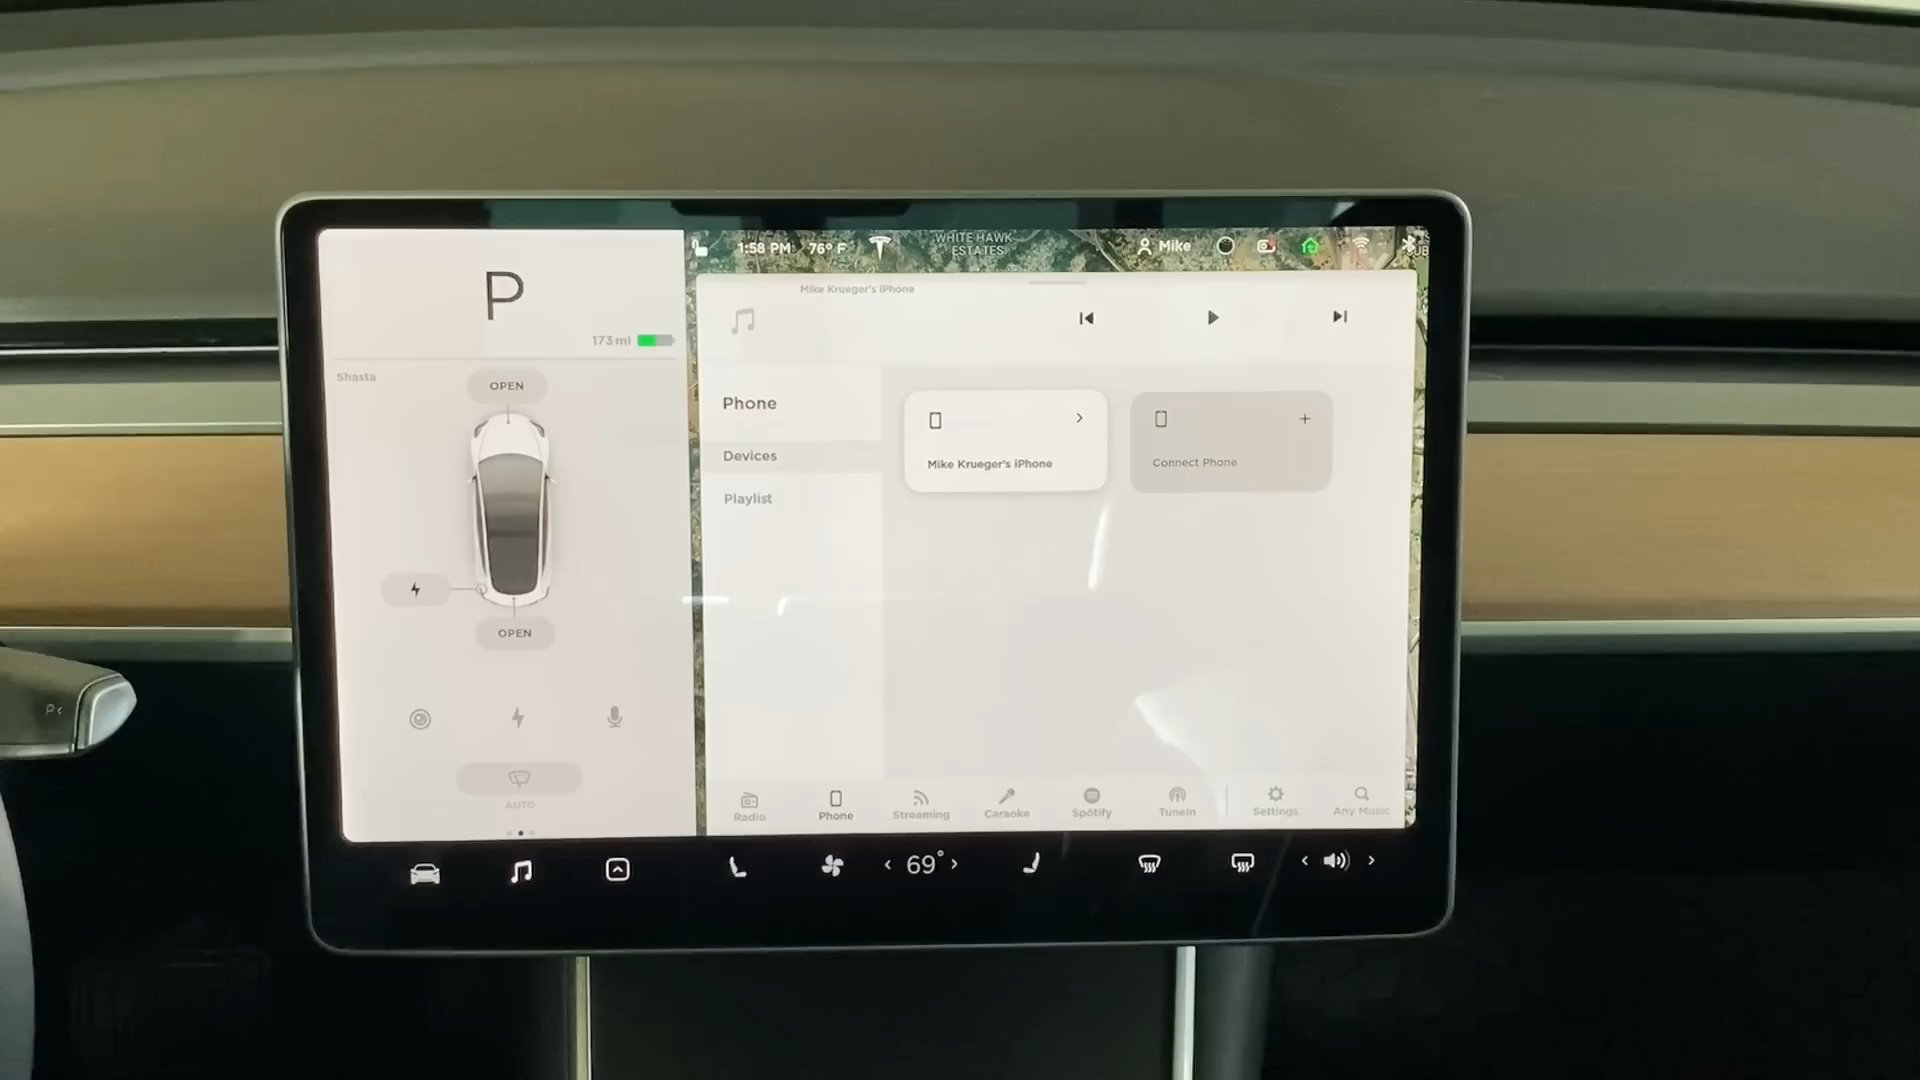 P
173 mi
Shasta
OPEN
OPEN
AUTO
1:58 PM 76° F
WHITE HAWK
ESTATES
Mike
Mike Krueger's iPhone
Phone
Devices
Playlist
Mike Krueger's iPhone
Connect Phone
Radio
Phone
Streaming
Caraoke
Spotify
TuneIn
Settings
Any Music
69°